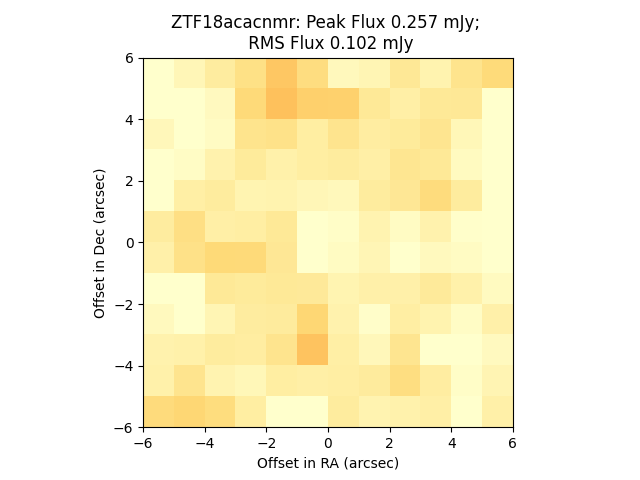 ZTF18acacnmr: Peak Flux 0.257 mJy;
RMS Flux 0.102 mJy
6
4
2
0
−2
−4
−6
Offset in Dec (arcsec)
−6 −4 −2 0 2 4 6
Offset in RA (arcsec)